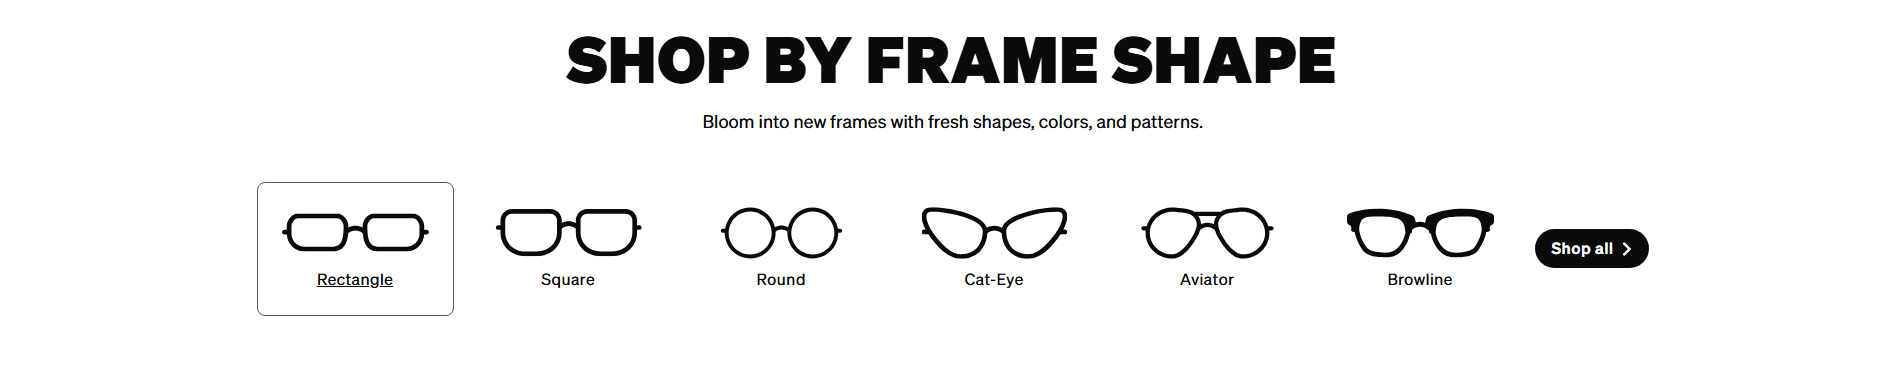 SHOP BY FRAME SHAPE
Bloom into new frames with fresh shapes, colors, and patterns.
Rectangle
Square
Round
Cat-Eye
Aviator
Browline
Shop all